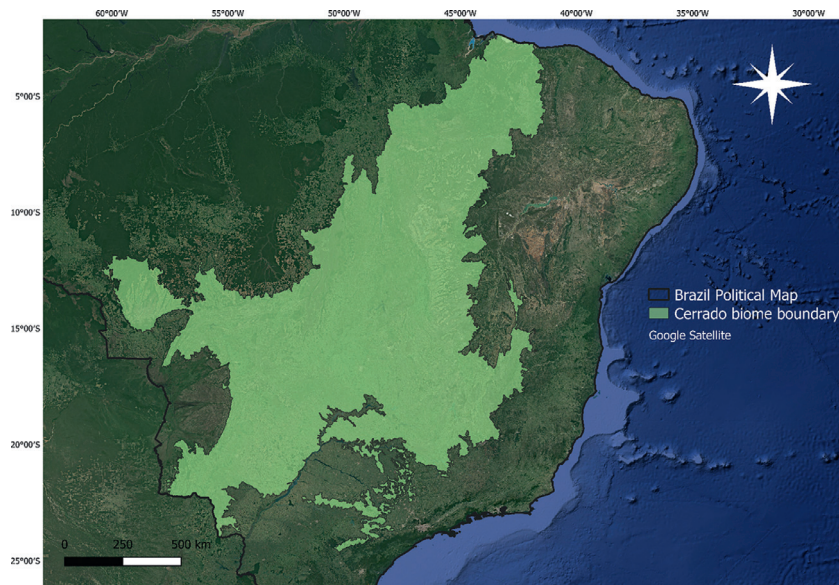 60°00'W 55°00'W 50°00'W 45°00'W 40°00'W 35°00'W 30°00'W
5°00'S
10°00'S
15°00'S
20°00'S
25°00'S
Brazil Political Map
Cerrado biome boundary
Google Satellite
0 250 500 km